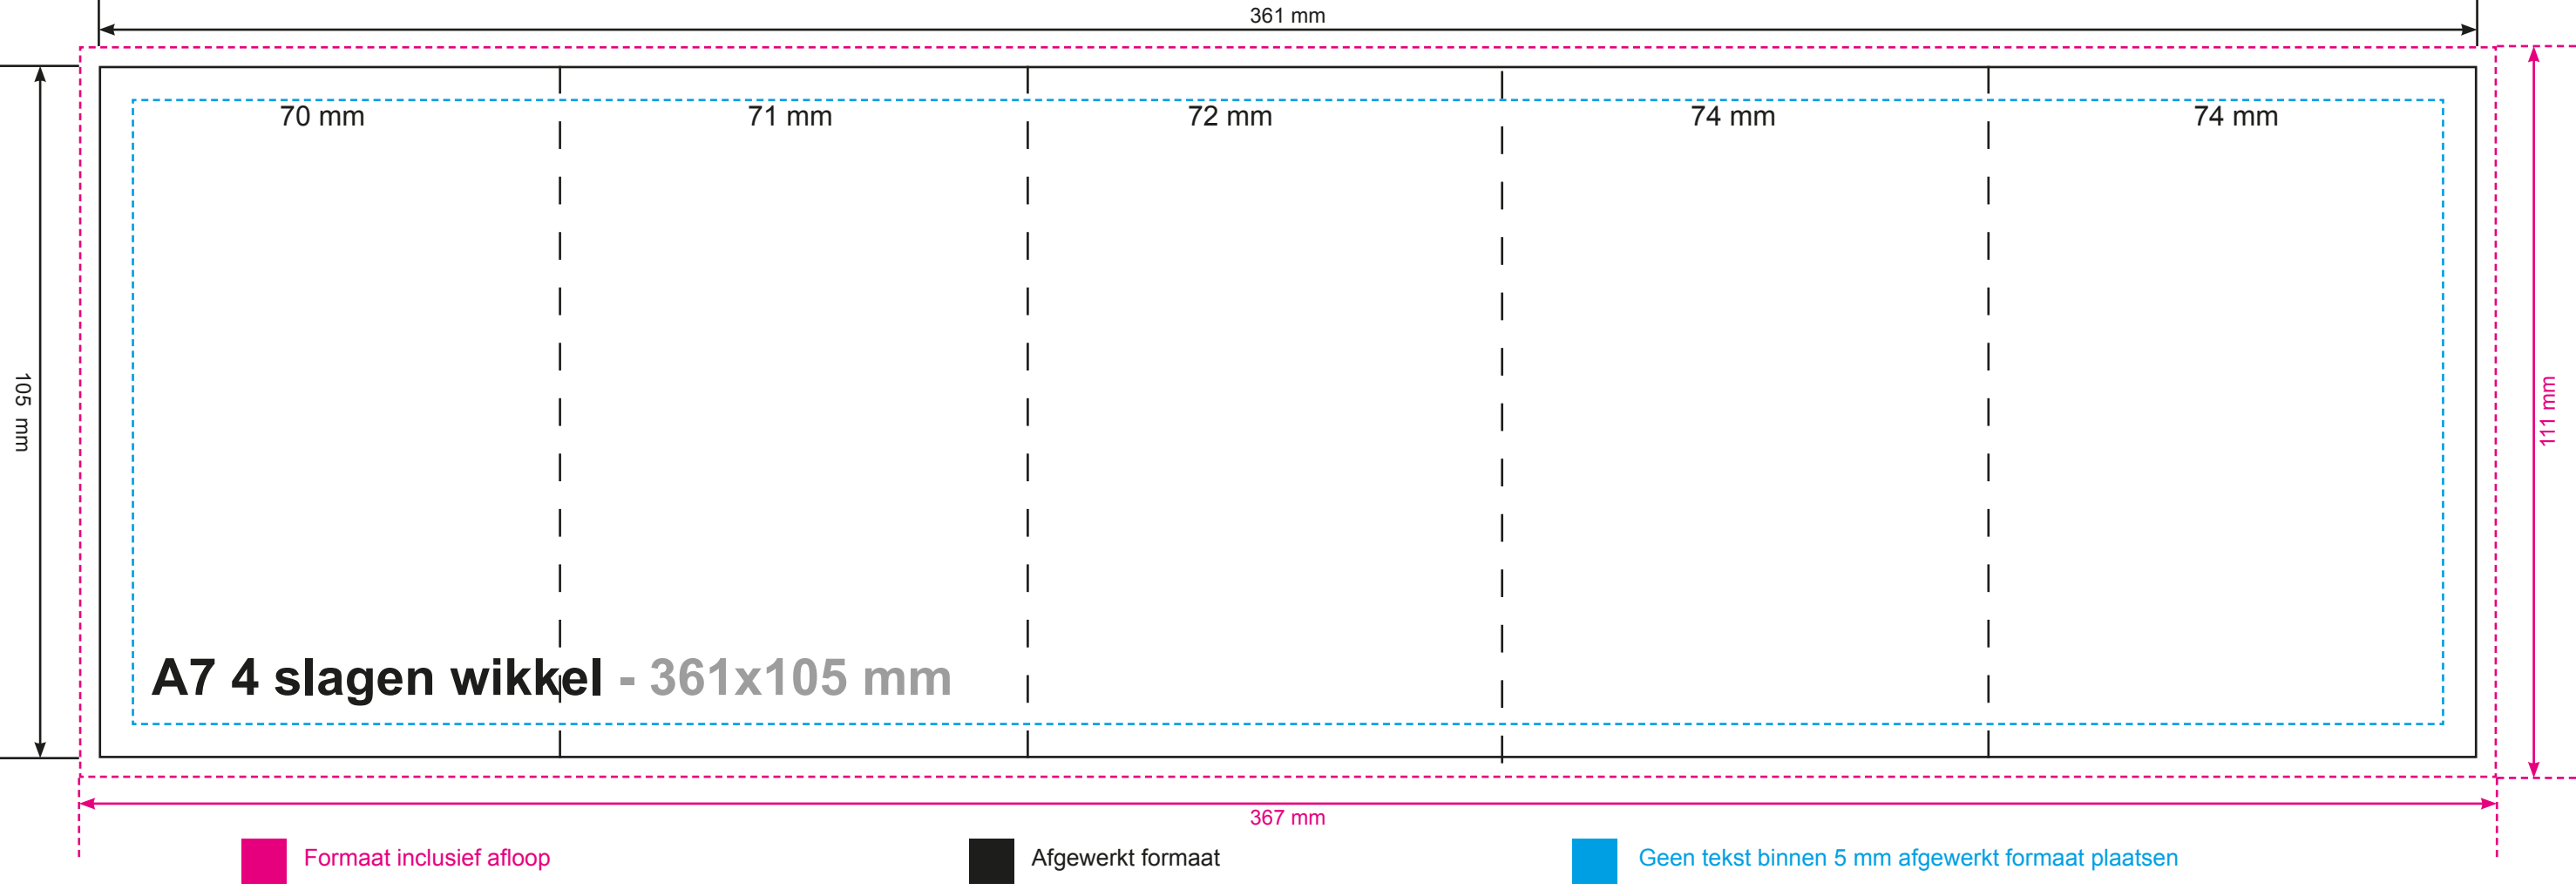 361 mm
70 mm
71 mm
72 mm
74 mm
74 mm
105 mm
111 mm
A7 4 slagen wikkel - 361x105 mm
367 mm
Formaat inclusief afloop
Afgewerkt formaat
Geen tekst binnen 5 mm afgewerkt formaat plaatsen